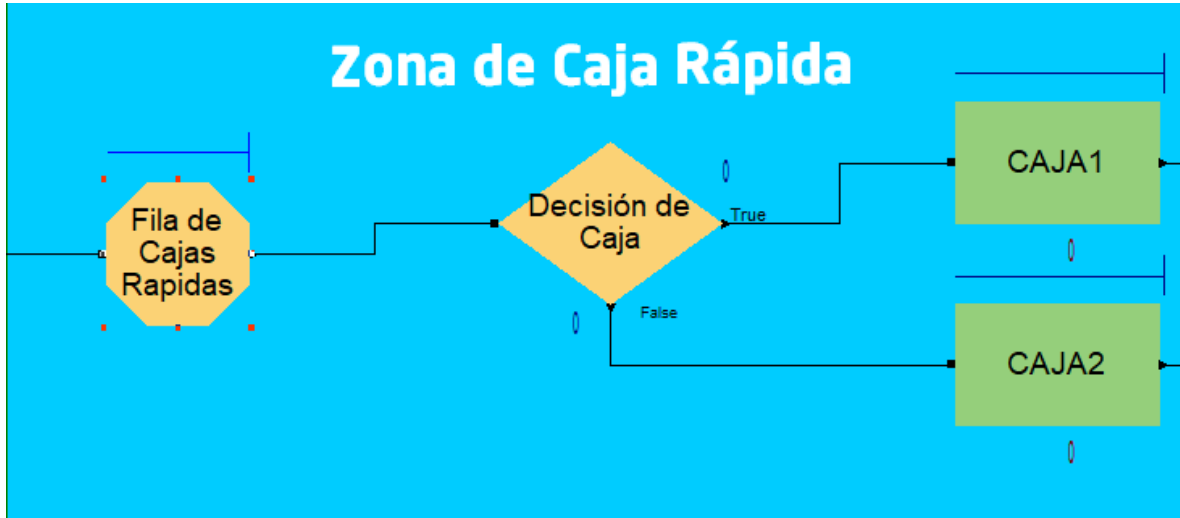 Zona de Caja Rápida
Fila de
Cajas
Rapidas
Decisión de
Caja
0
True
0
False
CAJA1
0
CAJA2
0